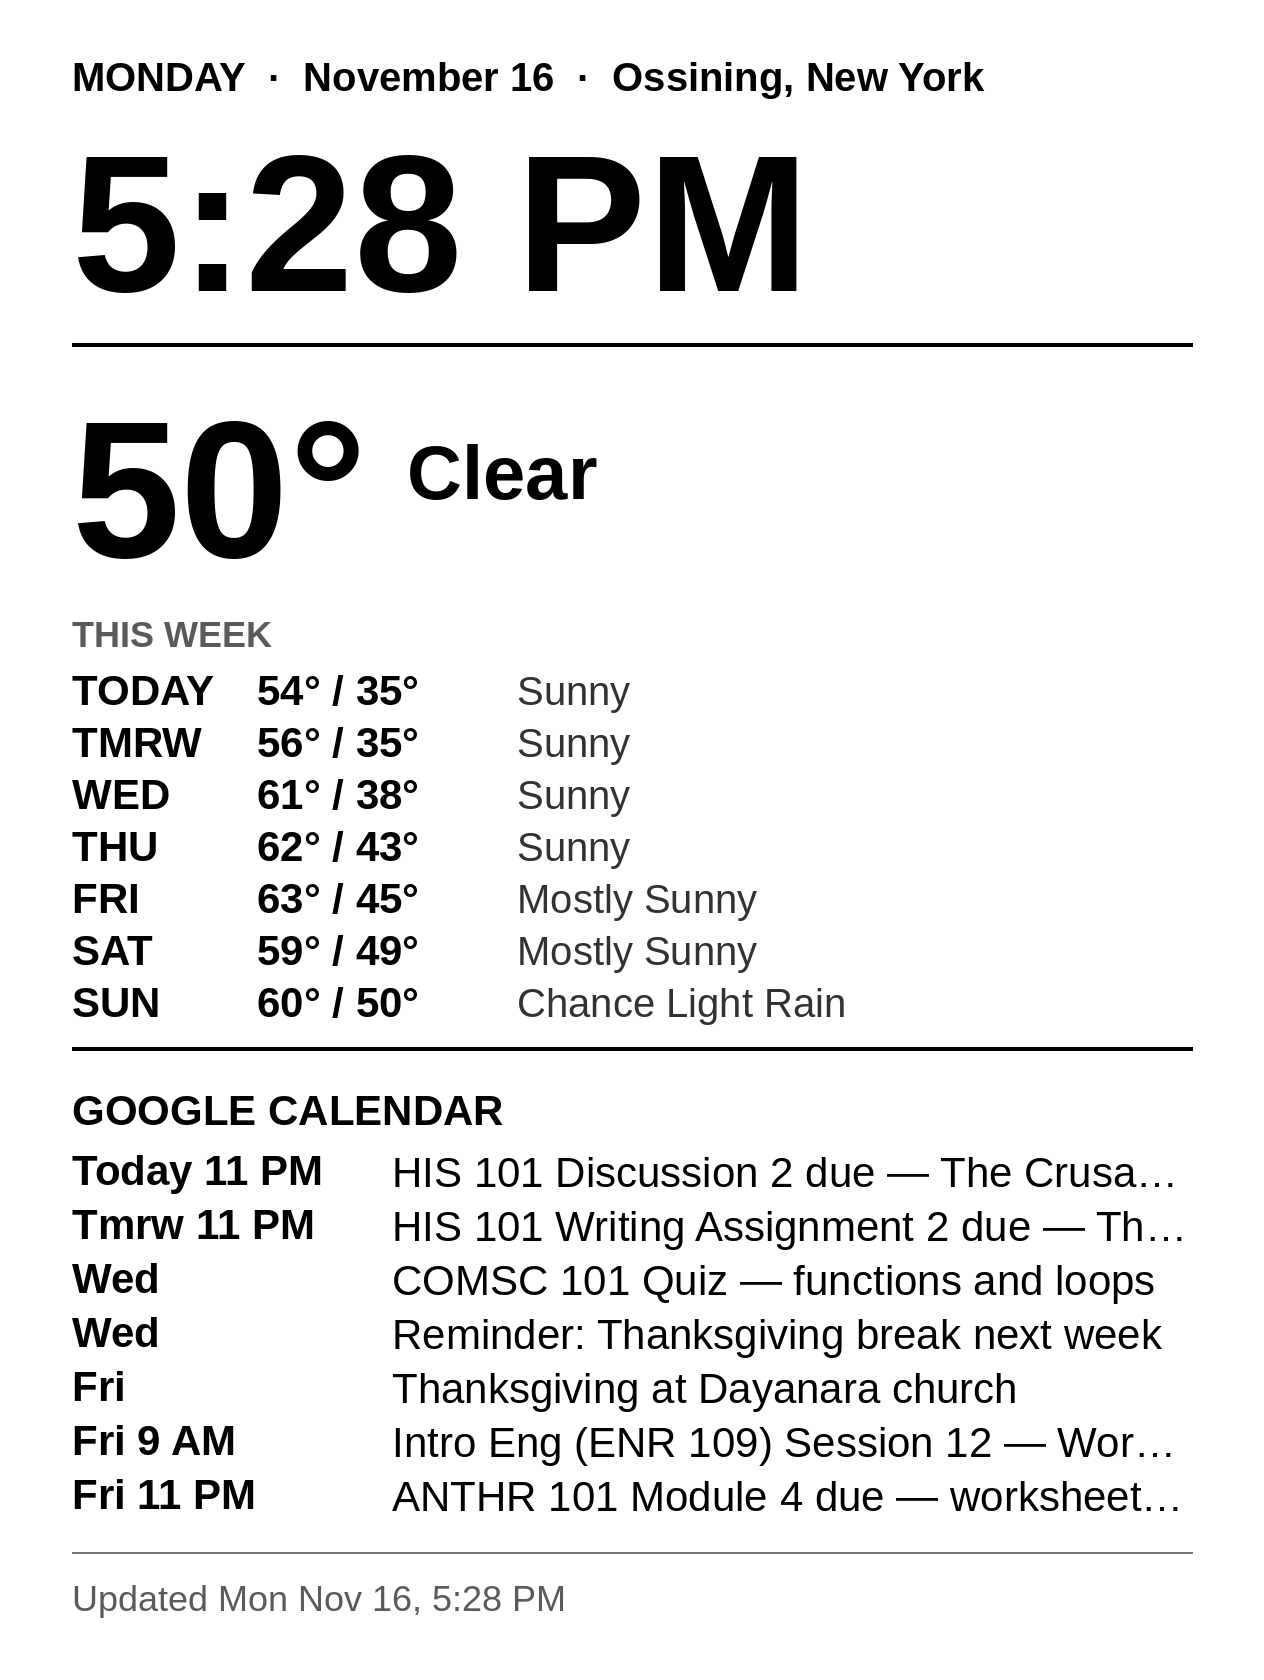 MONDAY · November 16 · Ossining, New York
5:28 PM
50° Clear
THIS WEEK
TODAY 54° / 35° Sunny
TMRW 56° / 35° Sunny
WED 61° / 38° Sunny
THU 62° / 43° Sunny
FRI 63° / 45° Mostly Sunny
SAT 59° / 49° Mostly Sunny
SUN 60° / 50° Chance Light Rain
GOOGLE CALENDAR
Today 11 PM HIS 101 Discussion 2 due — The Crusa…
Tmrw 11 PM HIS 101 Writing Assignment 2 due — Th…
Wed COMSC 101 Quiz — functions and loops
Wed Reminder: Thanksgiving break next week
Fri Thanksgiving at Dayanara church
Fri 9 AM Intro Eng (ENR 109) Session 12 — Wor…
Fri 11 PM ANTHR 101 Module 4 due — worksheet…
Updated Mon Nov 16, 5:28 PM